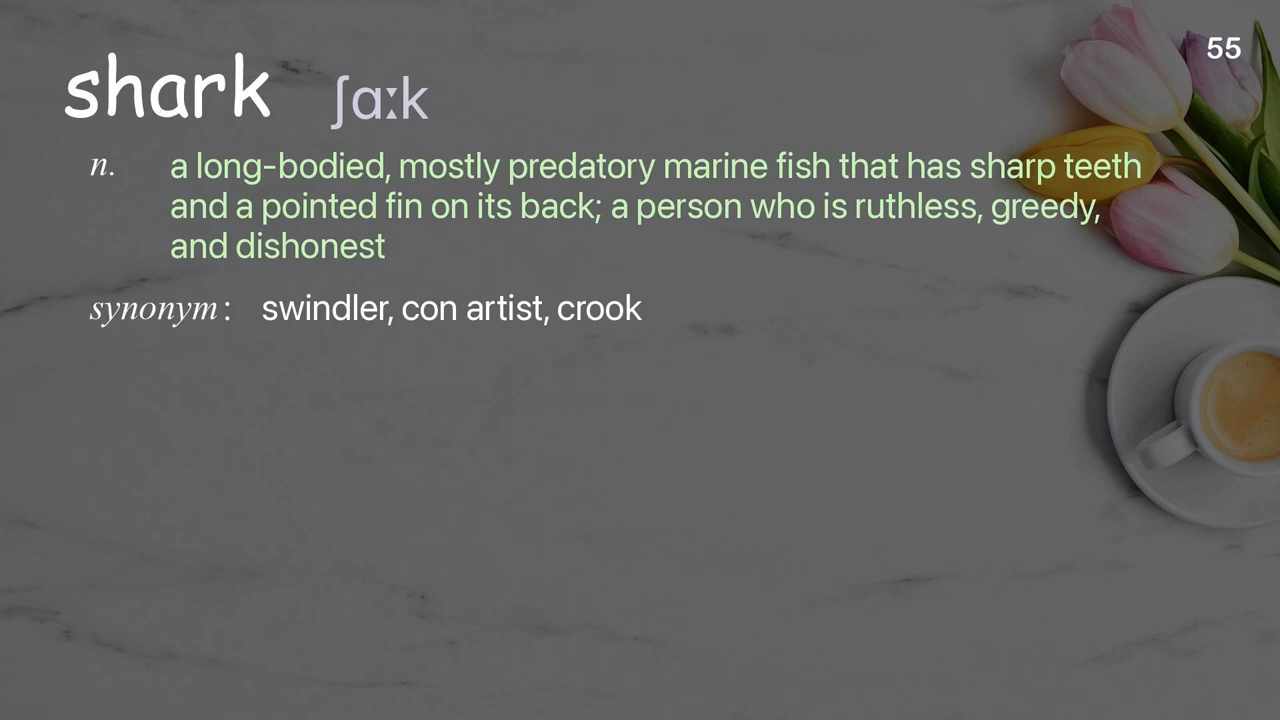 55
shark ʃɑːk
n. a long-bodied, mostly predatory marine fish that has sharp teeth
and a pointed fin on its back; a person who is ruthless, greedy,
and dishonest
synonym: swindler, con artist, crook